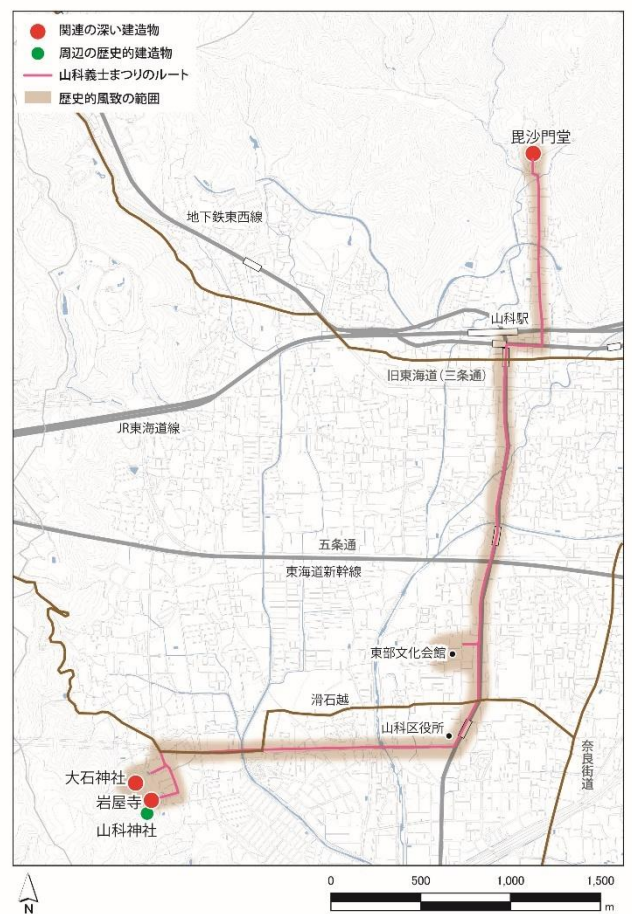 関連の深い建造物
周辺の歴史的建造物
山科義士まつりのルート
歴史的風致の範囲
毘沙門堂
地下鉄東西線
山科駅
旧東海道(三条通)
JR東海道線
五条通
東海道新幹線
東部文化会館
滑石越
山科区役所
奈良街道
大石神社
岩屋寺
山科神社
N
0 500 1,000 1,500
m